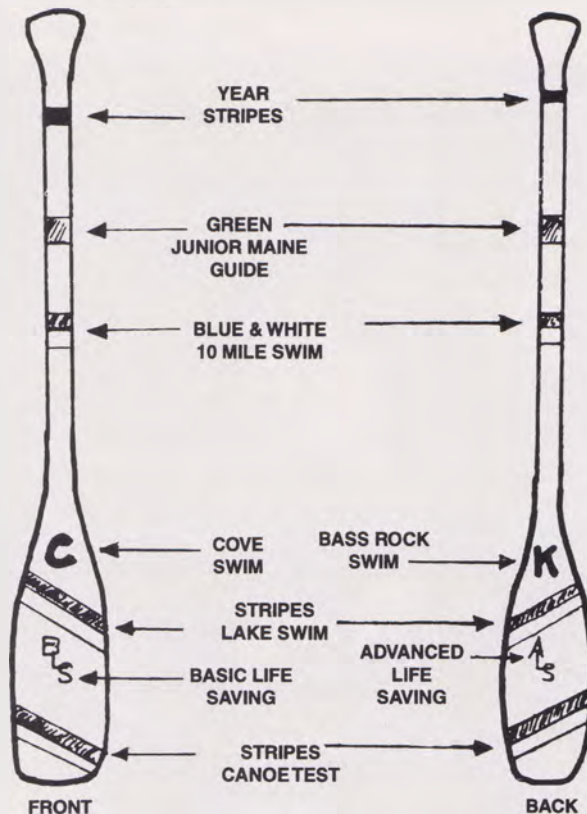 YEAR
STRIPES
GREEN
JUNIOR MAINE
GUIDE
BLUE & WHITE
10 MILE SWIM
C
COVE
SWIM
BASS ROCK
SWIM
K
STRIPES
LAKE SWIM
BLS
BASIC LIFE
SAVING
ADVANCED
LIFE
SAVING
ALS
STRIPES
CANOE TEST
FRONT
BACK